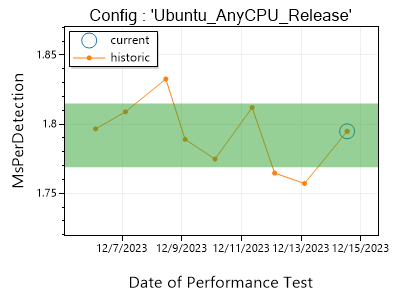 Config : 'Ubuntu_AnyCPU_Release'
current
historic
1.85
1.8
1.75
MsPerDetection
12/7/2023
12/9/2023
12/11/2023
12/13/2023
12/15/2023
Date of Performance Test